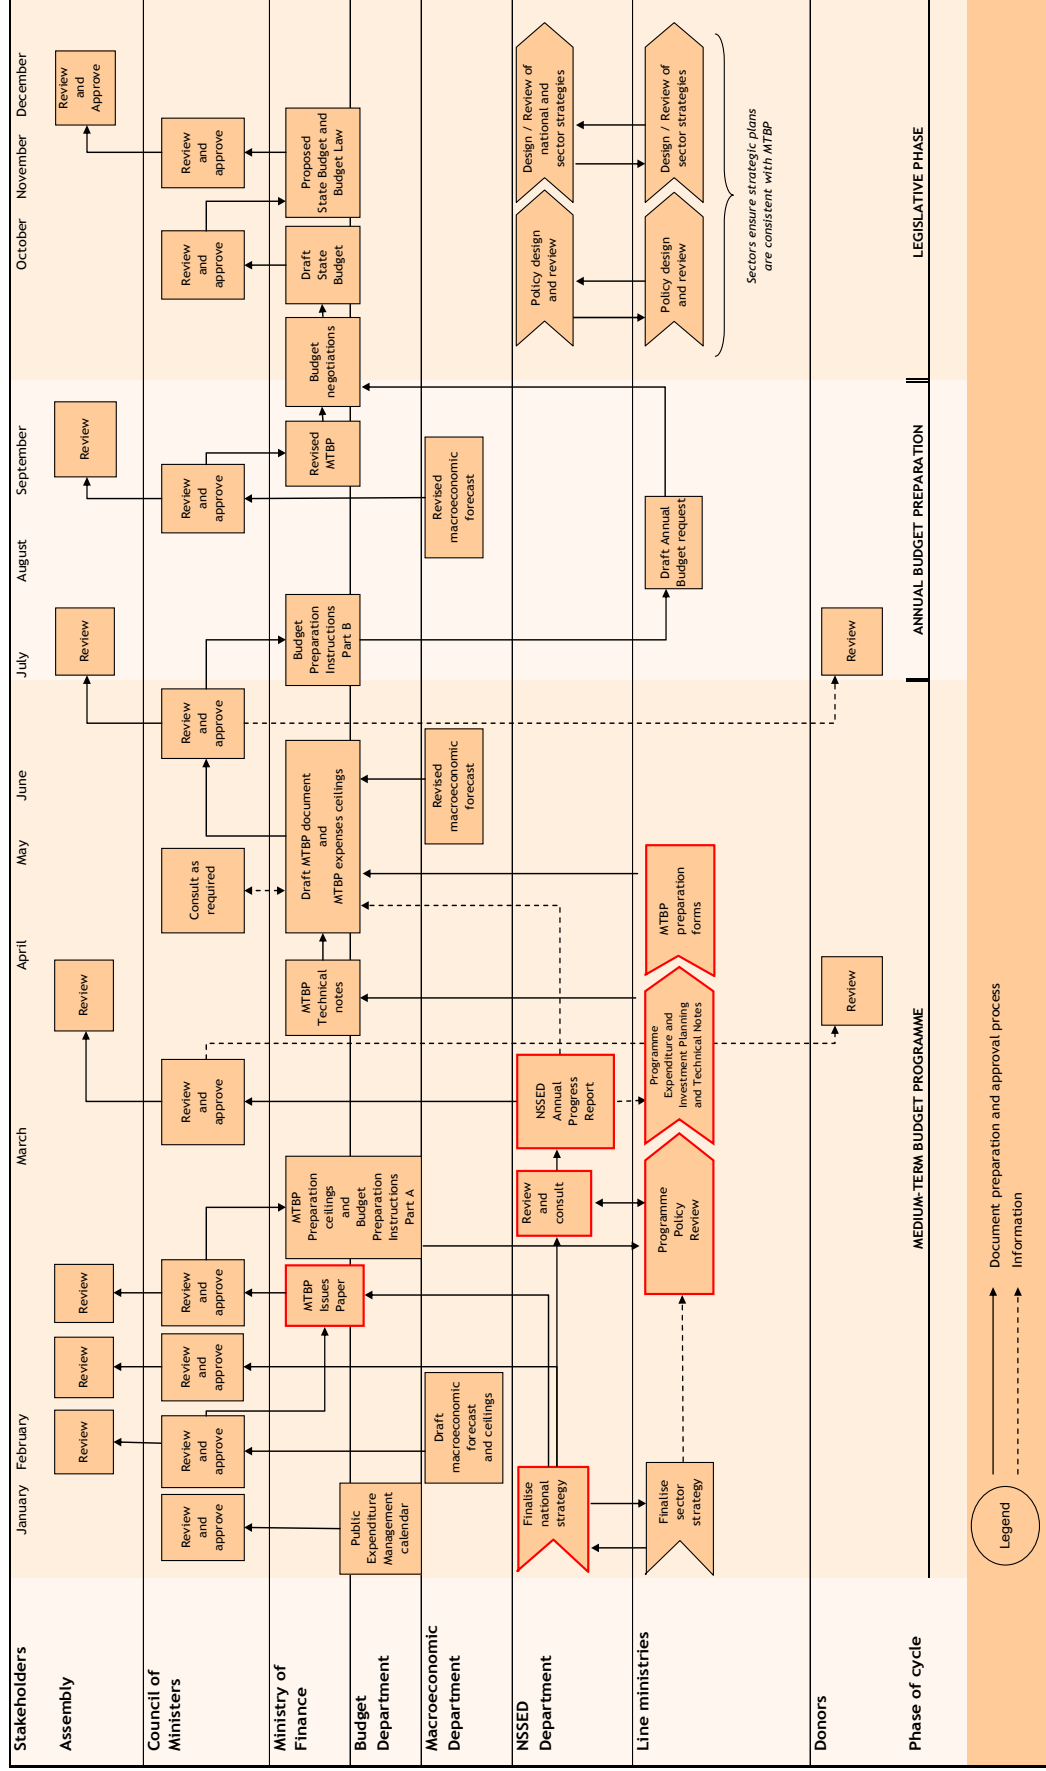 Stakeholders
January
February
March
April
May
June
July
August
September
October
November
December
Assembly
Review
Review
Review
Review
Review
Review
Review
and
Approve
Council of
Ministers
Review
and
approve
Review
and
approve
Review
and
approve
Review
and
approve
Review
and
approve
Consult as
required
Review
and
approve
Review
and
approve
Review
and
approve
Review
and
approve
Ministry of
Finance
Budget
Department
Public
Expenditure
Management
calendar
MTBP
Issues
Paper
MTBP
Preparation
ceilings
and
Budget
Preparation
Instructions
Part A
MTBP
Technical
notes
Draft MTBP document
and
MTBP expenses ceilings
Budget
Preparation
Instructions
Part B
Revised
MTBP
Budget
negotiations
Draft
State
Budget
Proposed
State Budget and
Budget Law
Macroeconomic
Department
Draft
macroeconomic
forecast
and ceilings
Revised
macroeconomic
forecast
Revised
macroeconomic
forecast
NSSED
Department
Finalise
national
strategy
Review
and
consult
NSSED
Annual
Progress
Report
Policy design
and review
Design / Review of
national and
sector strategies
Line ministries
Finalise
sector
strategy
Programme
Policy
Review
Programme
Expenditure and
Investment Planning
and Technical Notes
MTBP
preparation
forms
Draft Annual
Budget request
Policy design
and review
Design / Review of
sector strategies
Sectors ensure strategic plans
are consistent with MTBP
Donors
Review
Review
Phase of cycle
MEDIUM-TERM BUDGET PROGRAMME
ANNUAL BUDGET PREPARATION
LEGISLATIVE PHASE
Legend
Document preparation and approval process
Information